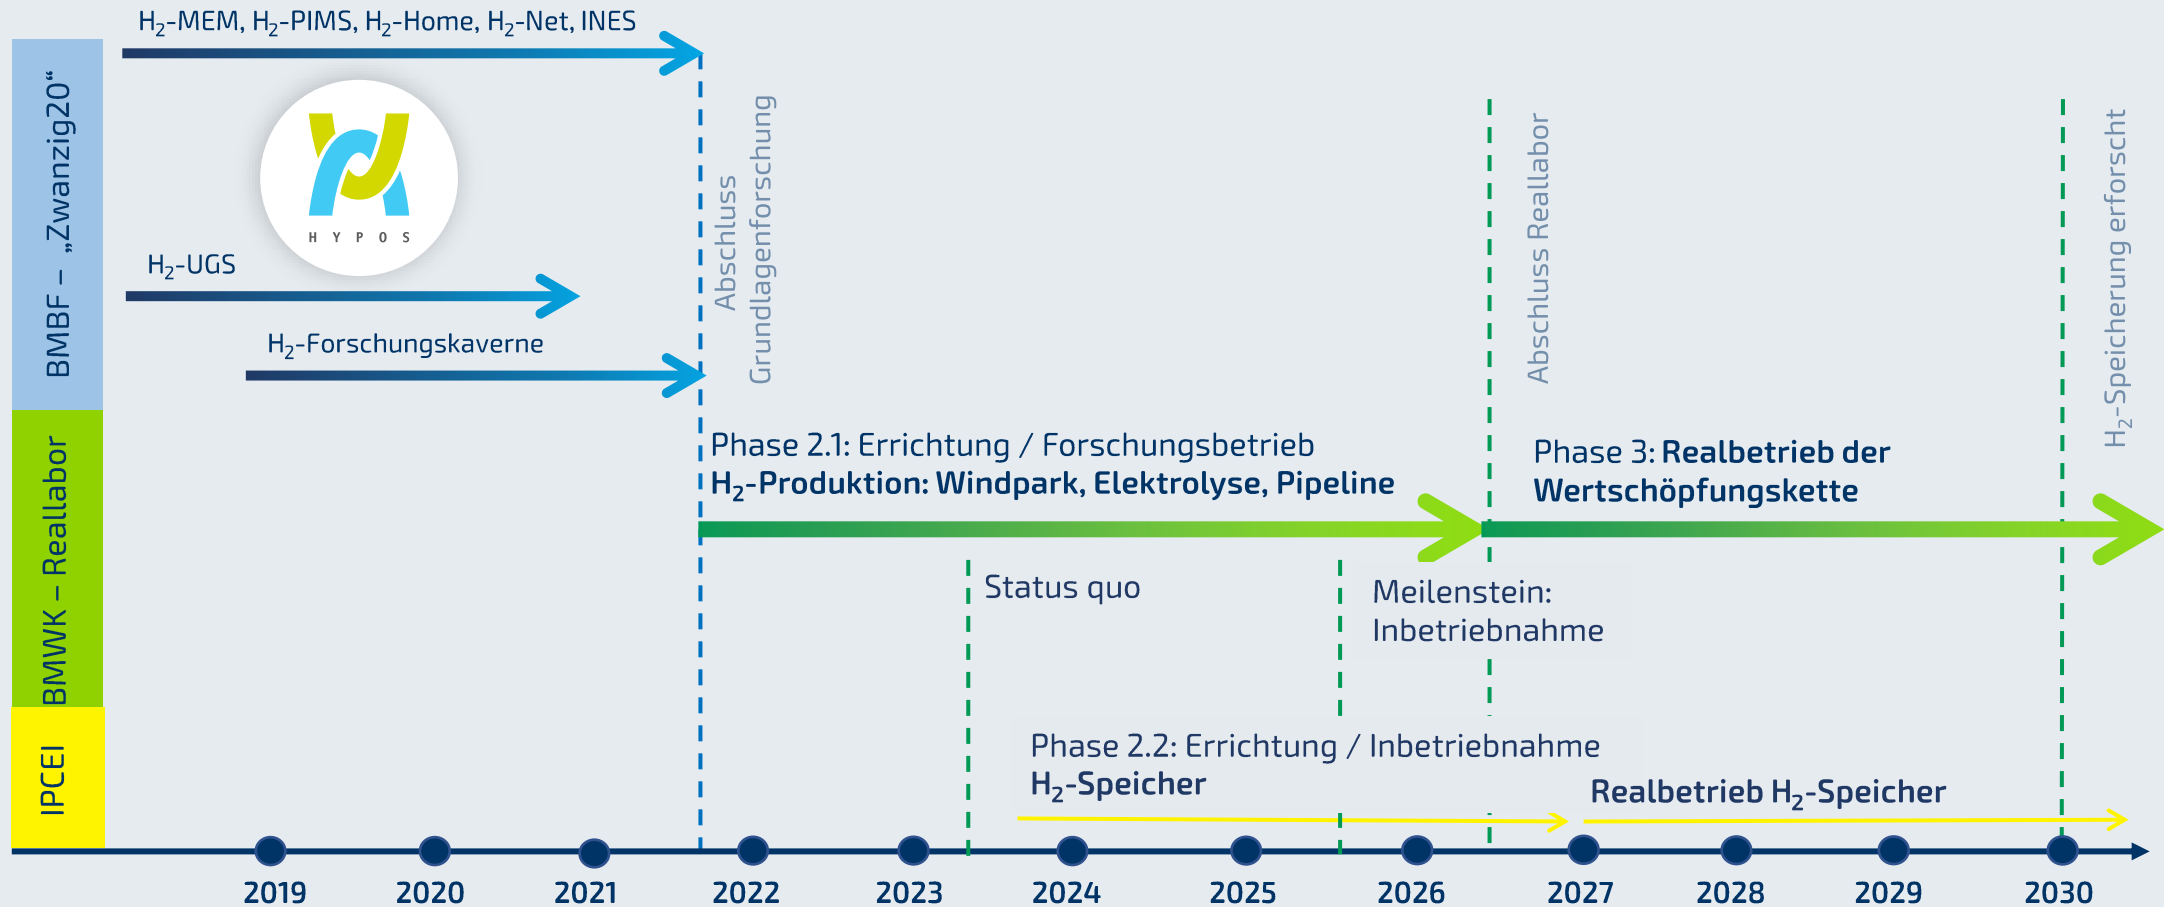 H₂-MEM, H₂-PIMS, H₂-Home, H₂-Net, INES
BMBF – „Zwanzig20“
HYPOS
H₂-UGS
H₂-Forschungskaverne
Abschluss
Grundlagenforschung
Abschluss Reallabor
H₂-Speicherung erforscht
BMWK – Reallabor
Phase 2.1: Errichtung / Forschungsbetrieb
H₂-Produktion: Windpark, Elektrolyse, Pipeline
Phase 3: Realbetrieb der
Wertschöpfungskette
Status quo
Meilenstein:
Inbetriebnahme
IPCEI
Phase 2.2: Errichtung / Inbetriebnahme
H₂-Speicher
Realbetrieb H₂-Speicher
2019 2020 2021 2022 2023 2024 2025 2026 2027 2028 2029 2030